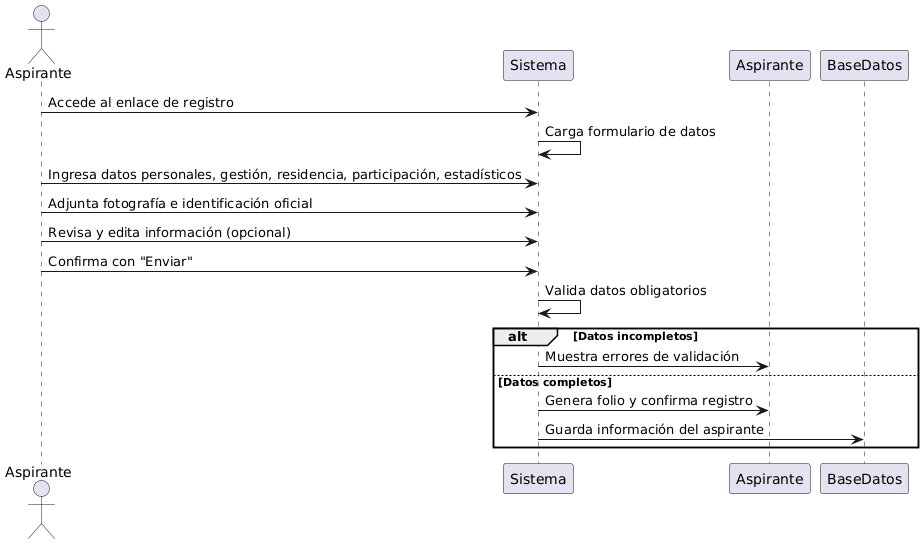 Aspirante
Sistema
Aspirante
BaseDatos
Accede al enlace de registro
Carga formulario de datos
Ingresa datos personales, gestión, residencia, participación, estadísticos
Adjunta fotografía e identificación oficial
Revisa y edita información (opcional)
Confirma con "Enviar"
Valida datos obligatorios
alt [Datos incompletos]
Muestra errores de validación
[Datos completos]
Genera folio y confirma registro
Guarda información del aspirante
Aspirante
Sistema
Aspirante
BaseDatos